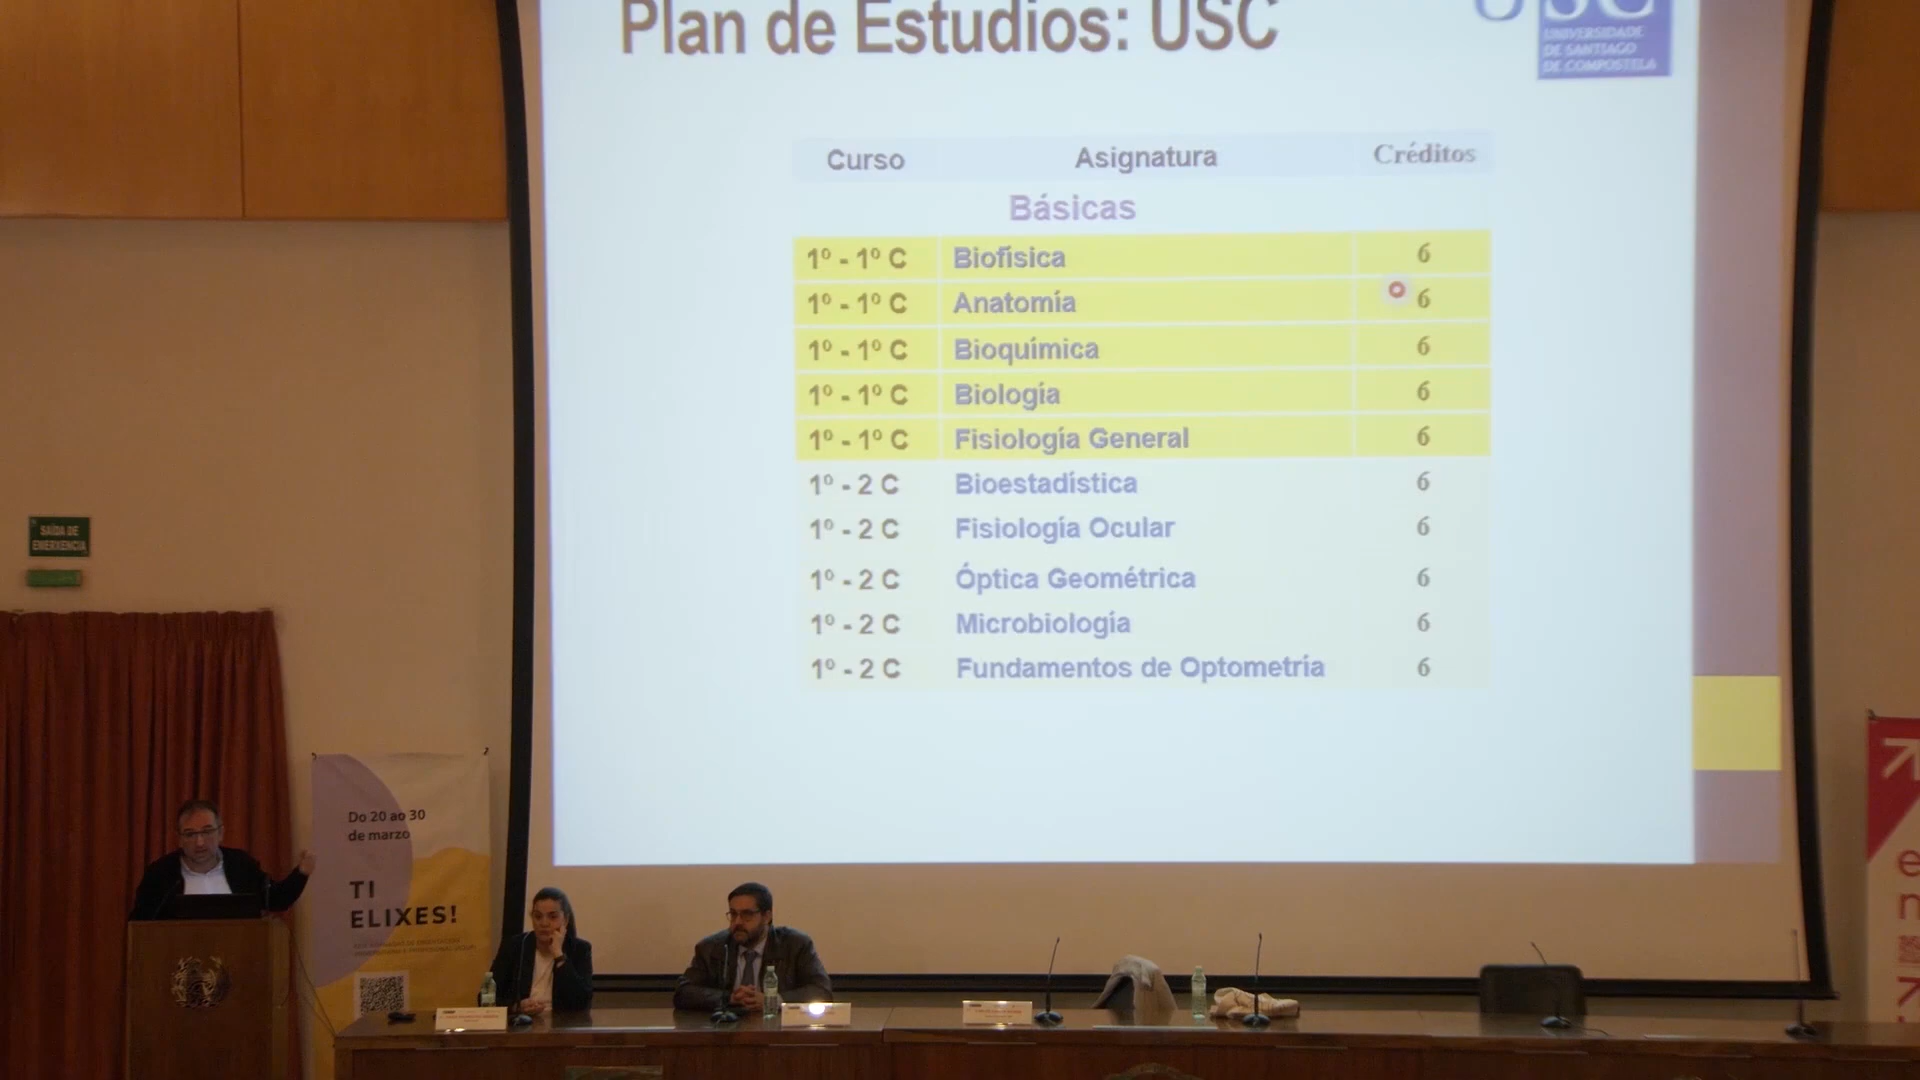 Plan de Estudios: USC
USC
UNIVERSIDADE
DE SANTIAGO
DE COMPOSTELA
Curso Asignatura Créditos
Básicas
1º - 1º C Biofísica 6
1º - 1º C Anatomía 6
1º - 1º C Bioquímica 6
1º - 1º C Biología 6
1º - 1º C Fisiología General 6
1º - 2 C Bioestadística 6
1º - 2 C Fisiología Ocular 6
1º - 2 C Óptica Geométrica 6
1º - 2 C Microbiología 6
1º - 2 C Fundamentos de Optometría 6
SAÍDA DE
EMERXENCIA
Do 20 ao 30
de marzo
TI
ELIXES!